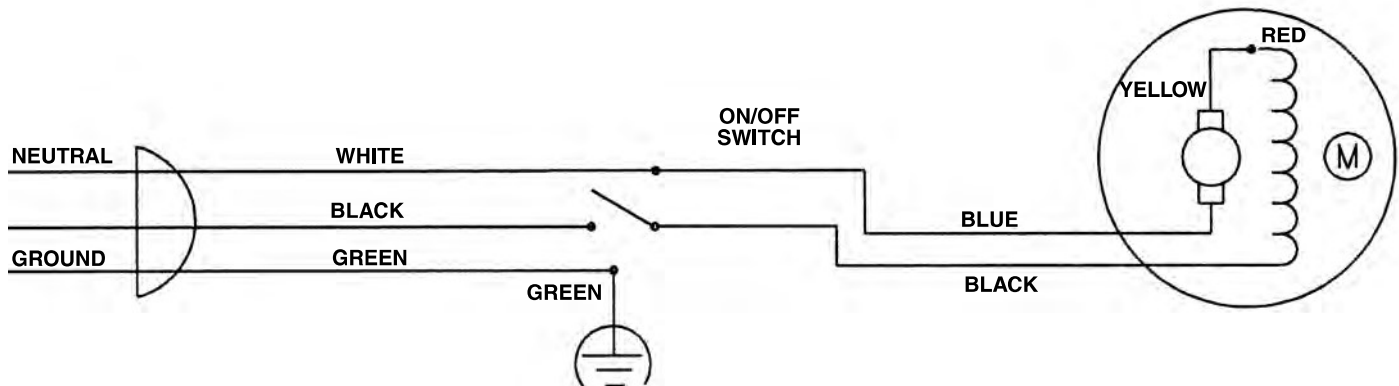 RED
YELLOW
ON/OFF
SWITCH
NEUTRAL
WHITE
M
BLACK
BLUE
GROUND
GREEN
GREEN
BLACK